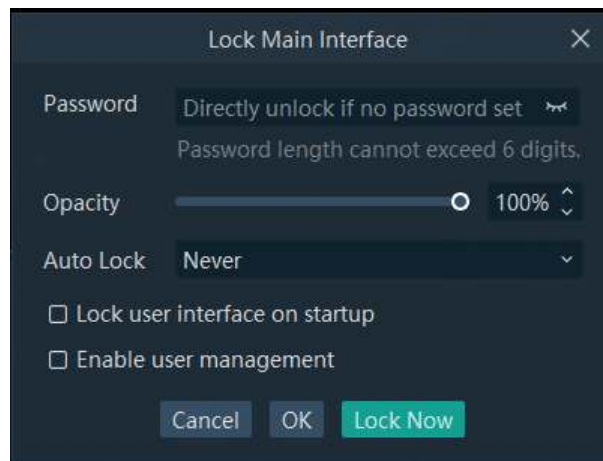 Lock Main Interface
Password Directly unlock if no password set
Password length cannot exceed 6 digits.
Opacity 100%
Auto Lock Never
Lock user interface on startup
Enable user management
Cancel OK Lock Now